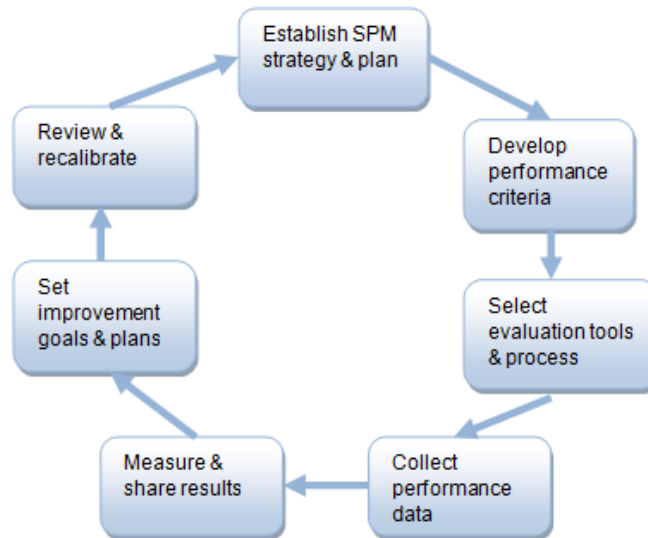 Establish SPM
strategy & plan
Develop
performance
criteria
Select
evaluation tools
& process
Collect
performance
data
Measure &
share results
Set
improvement
goals & plans
Review &
recalibrate